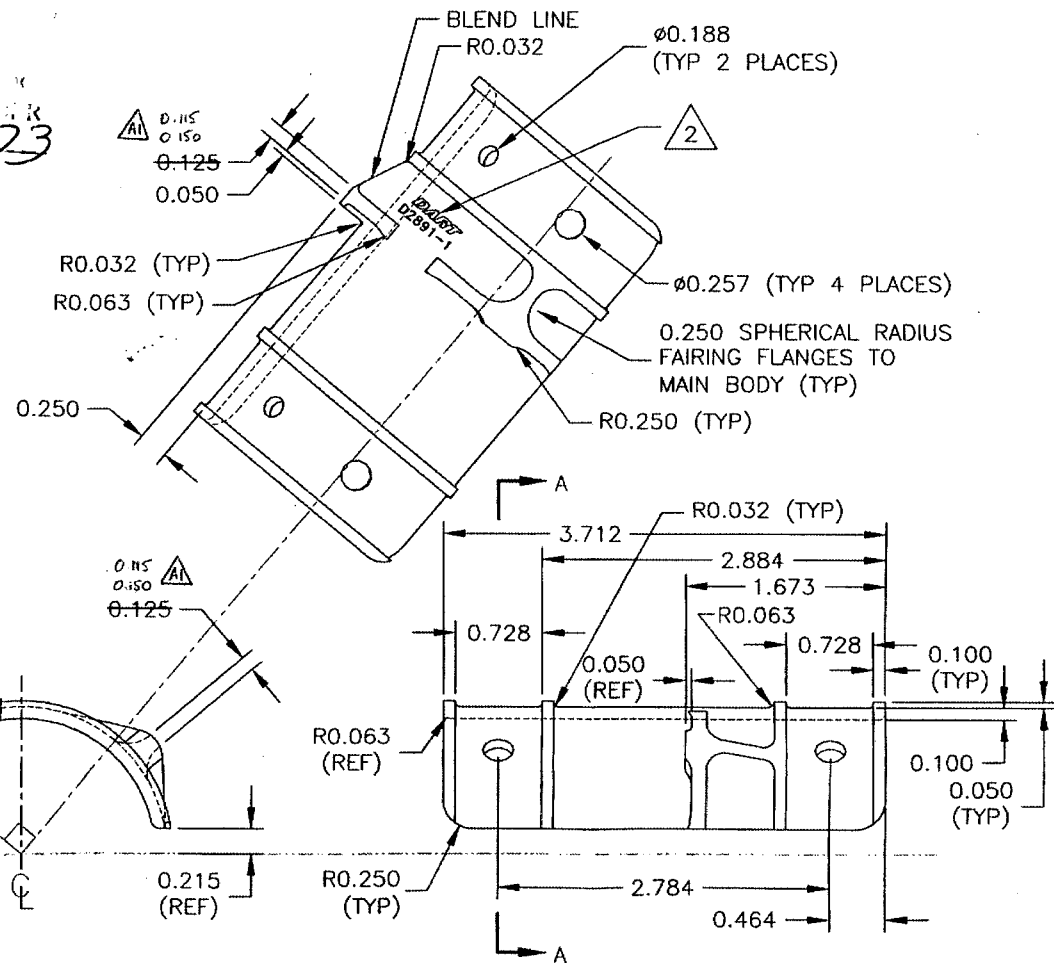 BLEND LINE
R0.032
Ø0.188
(TYP 2 PLACES)
23
A1
0.115
0.150
0.125
0.050
2
DART
D2891-1
R0.032 (TYP)
R0.063 (TYP)
Ø0.257 (TYP 4 PLACES)
0.250 SPHERICAL RADIUS
FAIRING FLANGES TO
MAIN BODY (TYP)
R0.250 (TYP)
0.250
A
R0.032 (TYP)
3.712
2.884
1.673
0.115
0.150
A1
0.125
R0.063
0.728
0.728
0.050
(REF)
0.100
(TYP)
R0.063
(REF)
0.100
0.050
(TYP)
0.215
(REF)
R0.250
(TYP)
2.784
0.464
CL
A